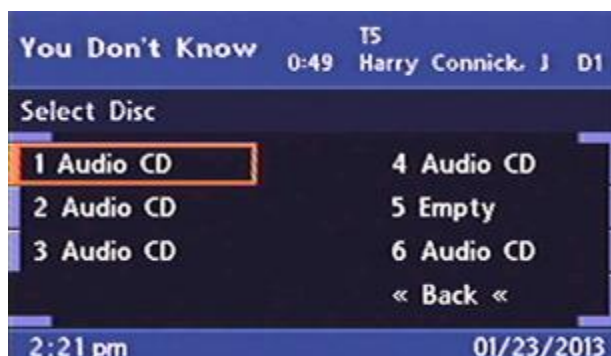 You Don't Know
0:49
T5
Harry Connick, J
D1
Select Disc
1 Audio CD
2 Audio CD
3 Audio CD
4 Audio CD
5 Empty
6 Audio CD
« Back «
2:21 pm
01/23/2013